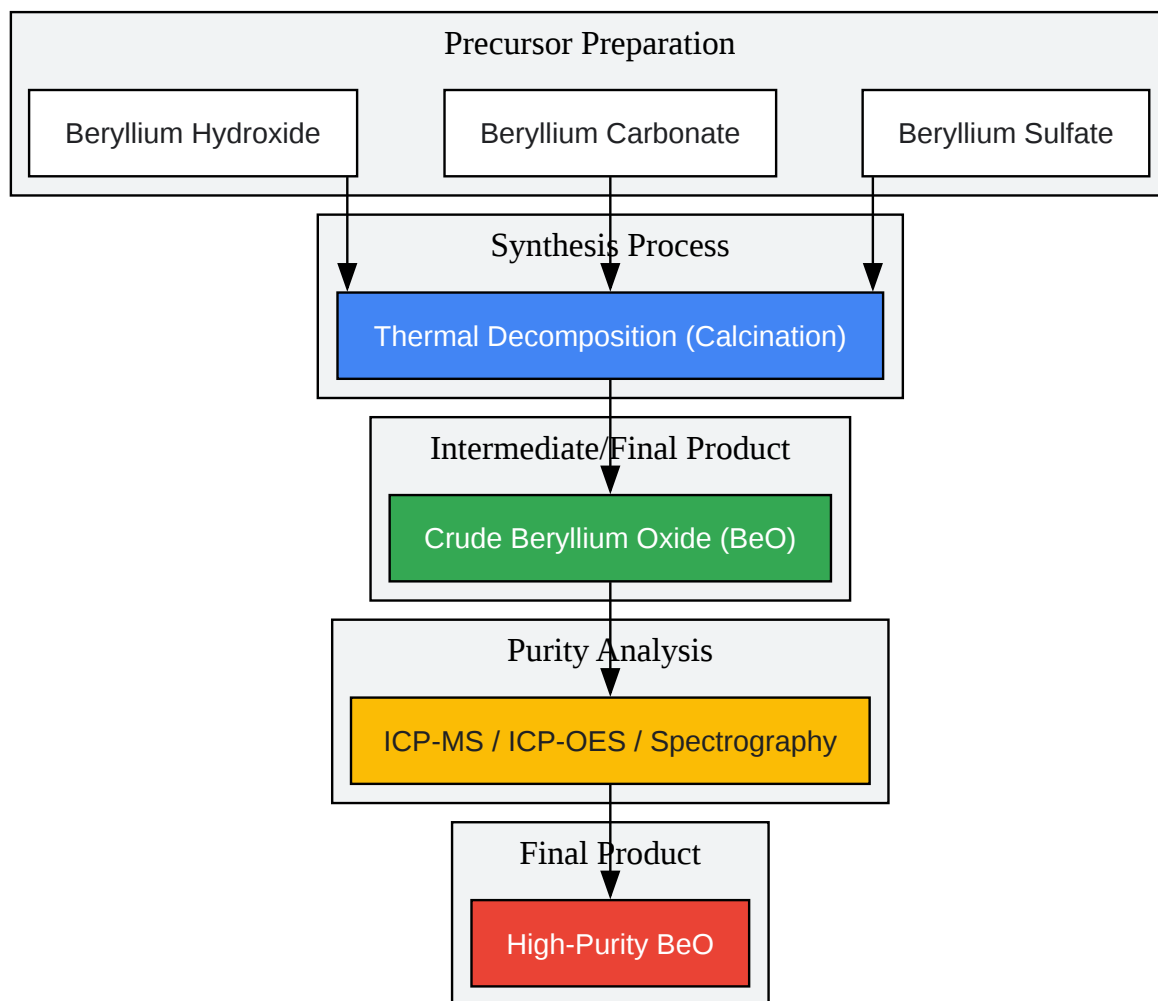 Precursor Preparation
Beryllium Hydroxide
Beryllium Carbonate
Beryllium Sulfate
Synthesis Process
Thermal Decomposition (Calcination)
Intermediate/Final Product
Crude Beryllium Oxide (BeO)
Purity Analysis
ICP-MS / ICP-OES / Spectrography
Final Product
High-Purity BeO